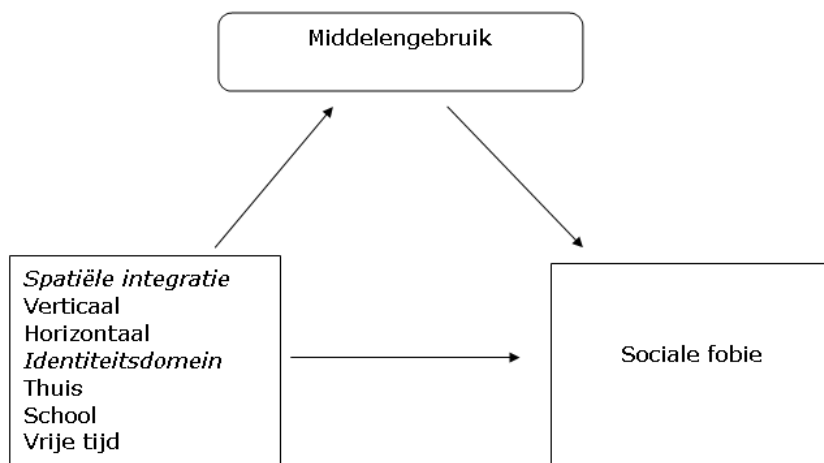 Middelengebruik
Spatiële integratie
Verticaal
Horizontaal
Identiteitsdomein
Thuis
School
Vrije tijd
Sociale fobie